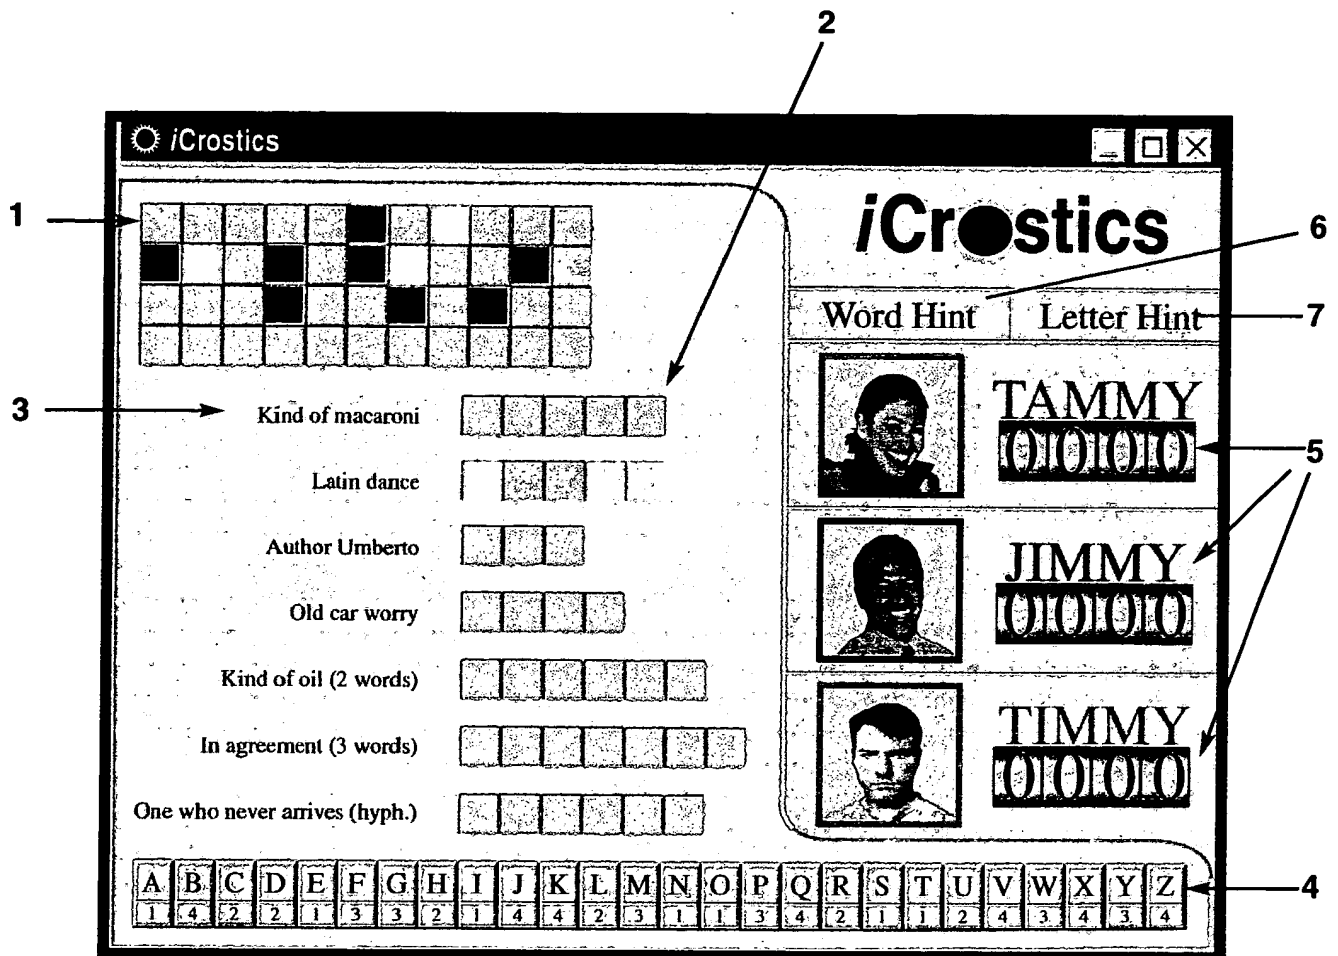 2
iCrostics
1
iCrostics
6
Word Hint
Letter Hint
7
3
Kind of macaroni
TAMMY
0000
5
Latin dance
Author Umberto
JIMMY
0000
Old car worry
Kind of oil (2 words)
TIMMY
0000
In agreement (3 words)
One who never arrives (hyph.)
A B C D E F G H I J K L M N O P Q R S T U V W X Y Z
1 4 2 2 1 3 3 2 1 4 4 2 3 1 1 3 4 2 1 1 2 4 3 4 3 4
4